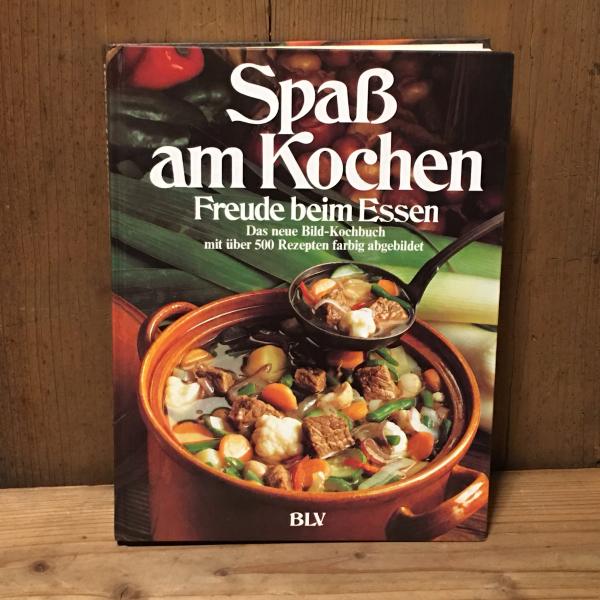 Spaß
am Kochen
Freude beim Essen
Das neue Bild-Kochbuch
mit über 500 Rezepten farbig abgebildet
BLV